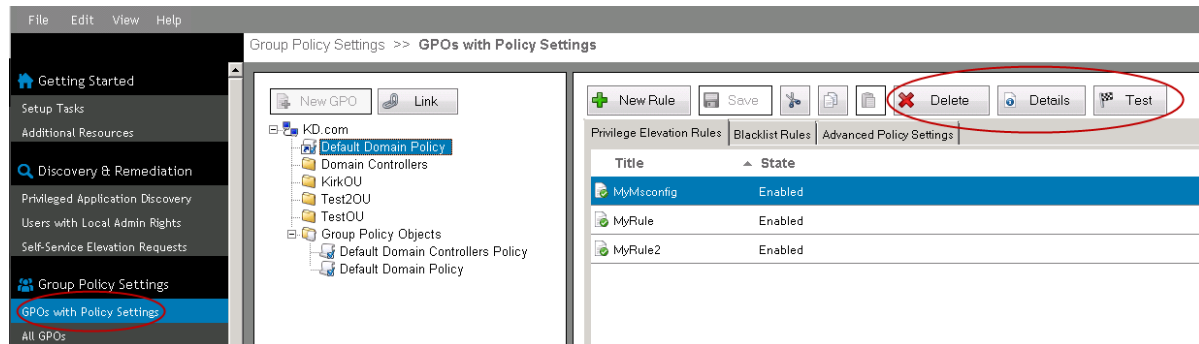 File Edit View Help
Group Policy Settings >> GPOs with Policy Settings
Getting Started
Setup Tasks
Additional Resources
Discovery & Remediation
Privileged Application Discovery
Users with Local Admin Rights
Self-Service Elevation Requests
Group Policy Settings
GPOs with Policy Settings
All GPOs
New GPO Link
KD.com
Default Domain Policy
Domain Controllers
KirkOU
Test2OU
TestOU
Group Policy Objects
Default Domain Controllers Policy
Default Domain Policy
New Rule Save Delete Details Test
Privilege Elevation Rules Blacklist Rules Advanced Policy Settings
Title State
MyMsconfig Enabled
MyRule Enabled
MyRule2 Enabled